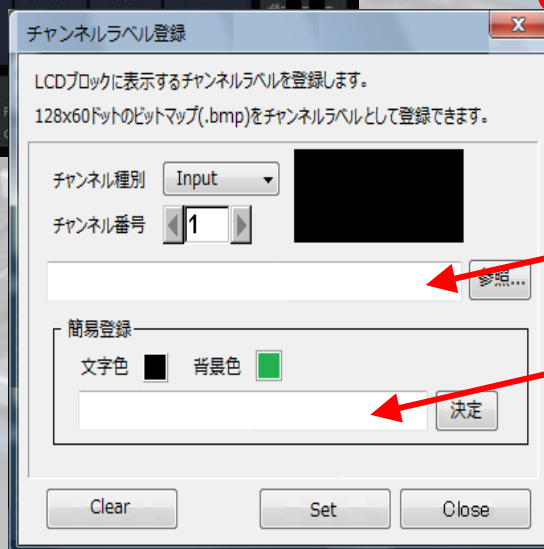 チャンネルラベル登録
LCDブロックに表示するチャンネルラベルを登録します。
128x60ドットのビットマップ(.bmp)をチャンネルラベルとして登録できます。
チャンネル種別 Input
チャンネル番号 1
参照...
簡易登録
文字色 背景色
決定
Clear Set Close